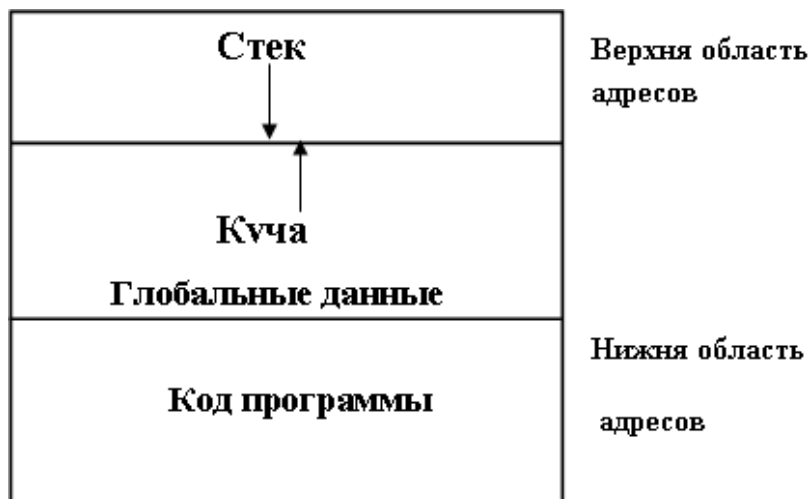 Стек
Верхня область
адресов
Куча
Глобальные данные
Нижня область
Код программы
адресов